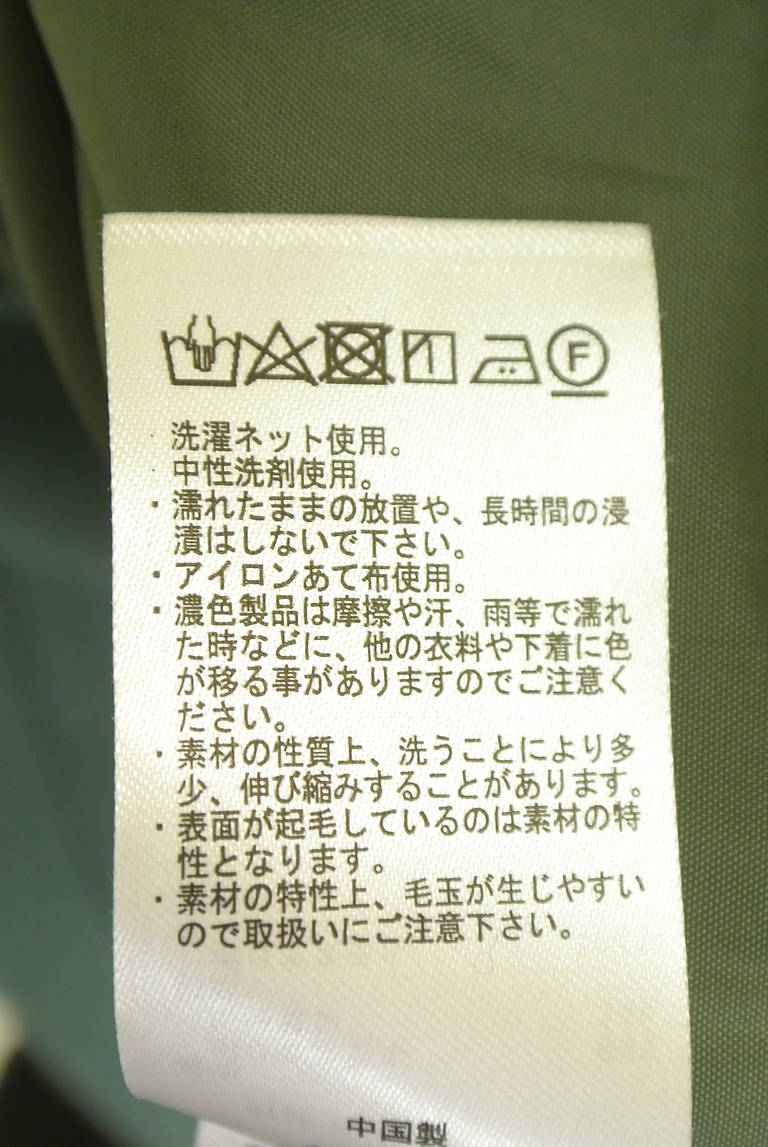 F
・洗濯ネット使用。
・中性洗剤使用。
・濡れたままの放置や、長時間の浸
漬はしないで下さい。
・アイロンあて布使用。
・濃色製品は摩擦や汗、雨等で濡れ
た時などに、他の衣料や下着に色
が移る事がありますのでご注意く
ださい。
・素材の性質上、洗うことにより多
少、伸び縮みすることがあります。
・表面が起毛しているのは素材の特
性となります。
・素材の特性上、毛玉が生じやすい
ので取扱いにご注意下さい。
中国製